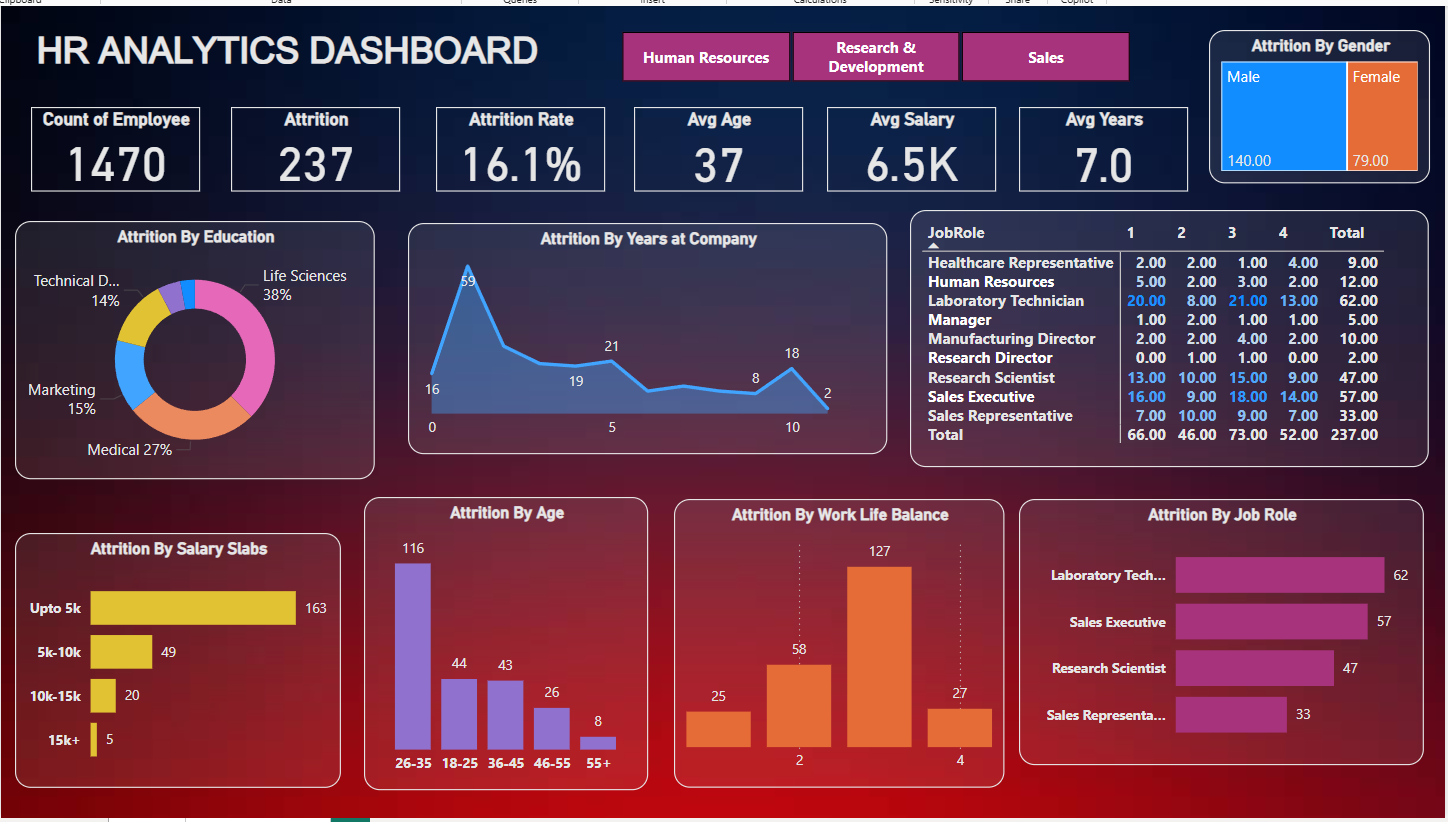 Clipboard
Data
Queries
Insert
Calculations
Sensitivity
Share
Copilot
HR ANALYTICS DASHBOARD
Human Resources
Research &
Development
Sales
Attrition By Gender
Male
Female
140.00
79.00
Count of Employee
1470
Attrition
237
Attrition Rate
16.1%
Avg Age
37
Avg Salary
6.5K
Avg Years
7.0
Attrition By Education
Technical D...
14%
Life Sciences
38%
Marketing
15%
Medical 27%
Attrition By Years at Company
59
16
19
21
8
18
2
0
5
10
JobRole 1 2 3 4 Total
Healthcare Representative 2.00 2.00 1.00 4.00 9.00
Human Resources 5.00 2.00 3.00 2.00 12.00
Laboratory Technician 20.00 8.00 21.00 13.00 62.00
Manager 1.00 2.00 1.00 1.00 5.00
Manufacturing Director 2.00 2.00 4.00 2.00 10.00
Research Director 0.00 1.00 1.00 0.00 2.00
Research Scientist 13.00 10.00 15.00 9.00 47.00
Sales Executive 16.00 9.00 18.00 14.00 57.00
Sales Representative 7.00 10.00 9.00 7.00 33.00
Total 66.00 46.00 73.00 52.00 237.00
Attrition By Salary Slabs
Upto 5k 163
5k-10k 49
10k-15k 20
15k+ 5
Attrition By Age
116
44
43
26
8
26-35 18-25 36-45 46-55 55+
Attrition By Work Life Balance
25
58
127
27
2
4
Attrition By Job Role
Laboratory Tech... 62
Sales Executive 57
Research Scientist 47
Sales Representa... 33